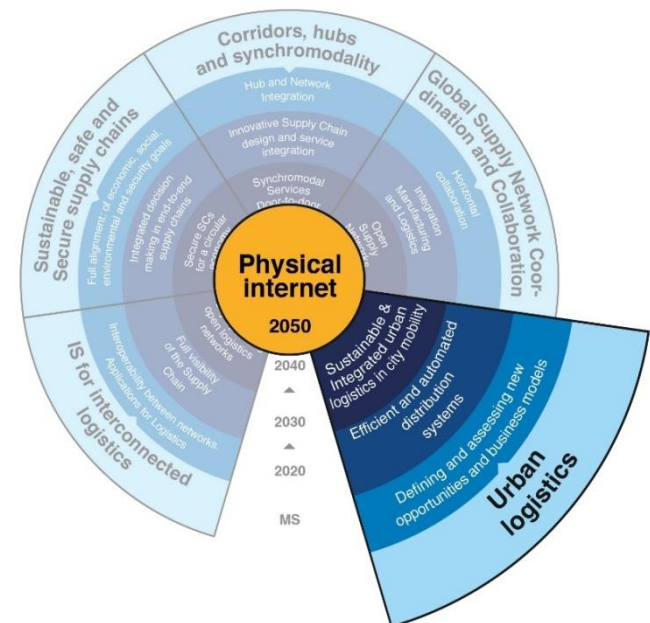 Corridors, hubs
and synchromodality
Hub and Network
Integration
Innovative Supply Chain
design and service
integration
Synchromodal
Services
Door-to-door
Global Supply Network Coor-
dination and Collaboration
Horizontal
collaboration
Integration
Manufacturing
and Logistics
Open
Supply
Sustainable, safe and
Secure supply chains
Full alignment; of economic, social,
environmental and security goals
Integrated decision
making in end-to-end
supply chains
Secure SCs
for a circular
Physical
internet
2050
IS for interconnected
logistics
Interoperability between networks.
Applications for Logistics
Full visibility
of the Supply
Chain
open logistics
networks
2040
2030
2020
MS
Sustainable &
Integrated urban
logistics in city mobility
Efficient and automated
distribution
systems
Defining and assessing new
opportunities and business models
Urban
logistics